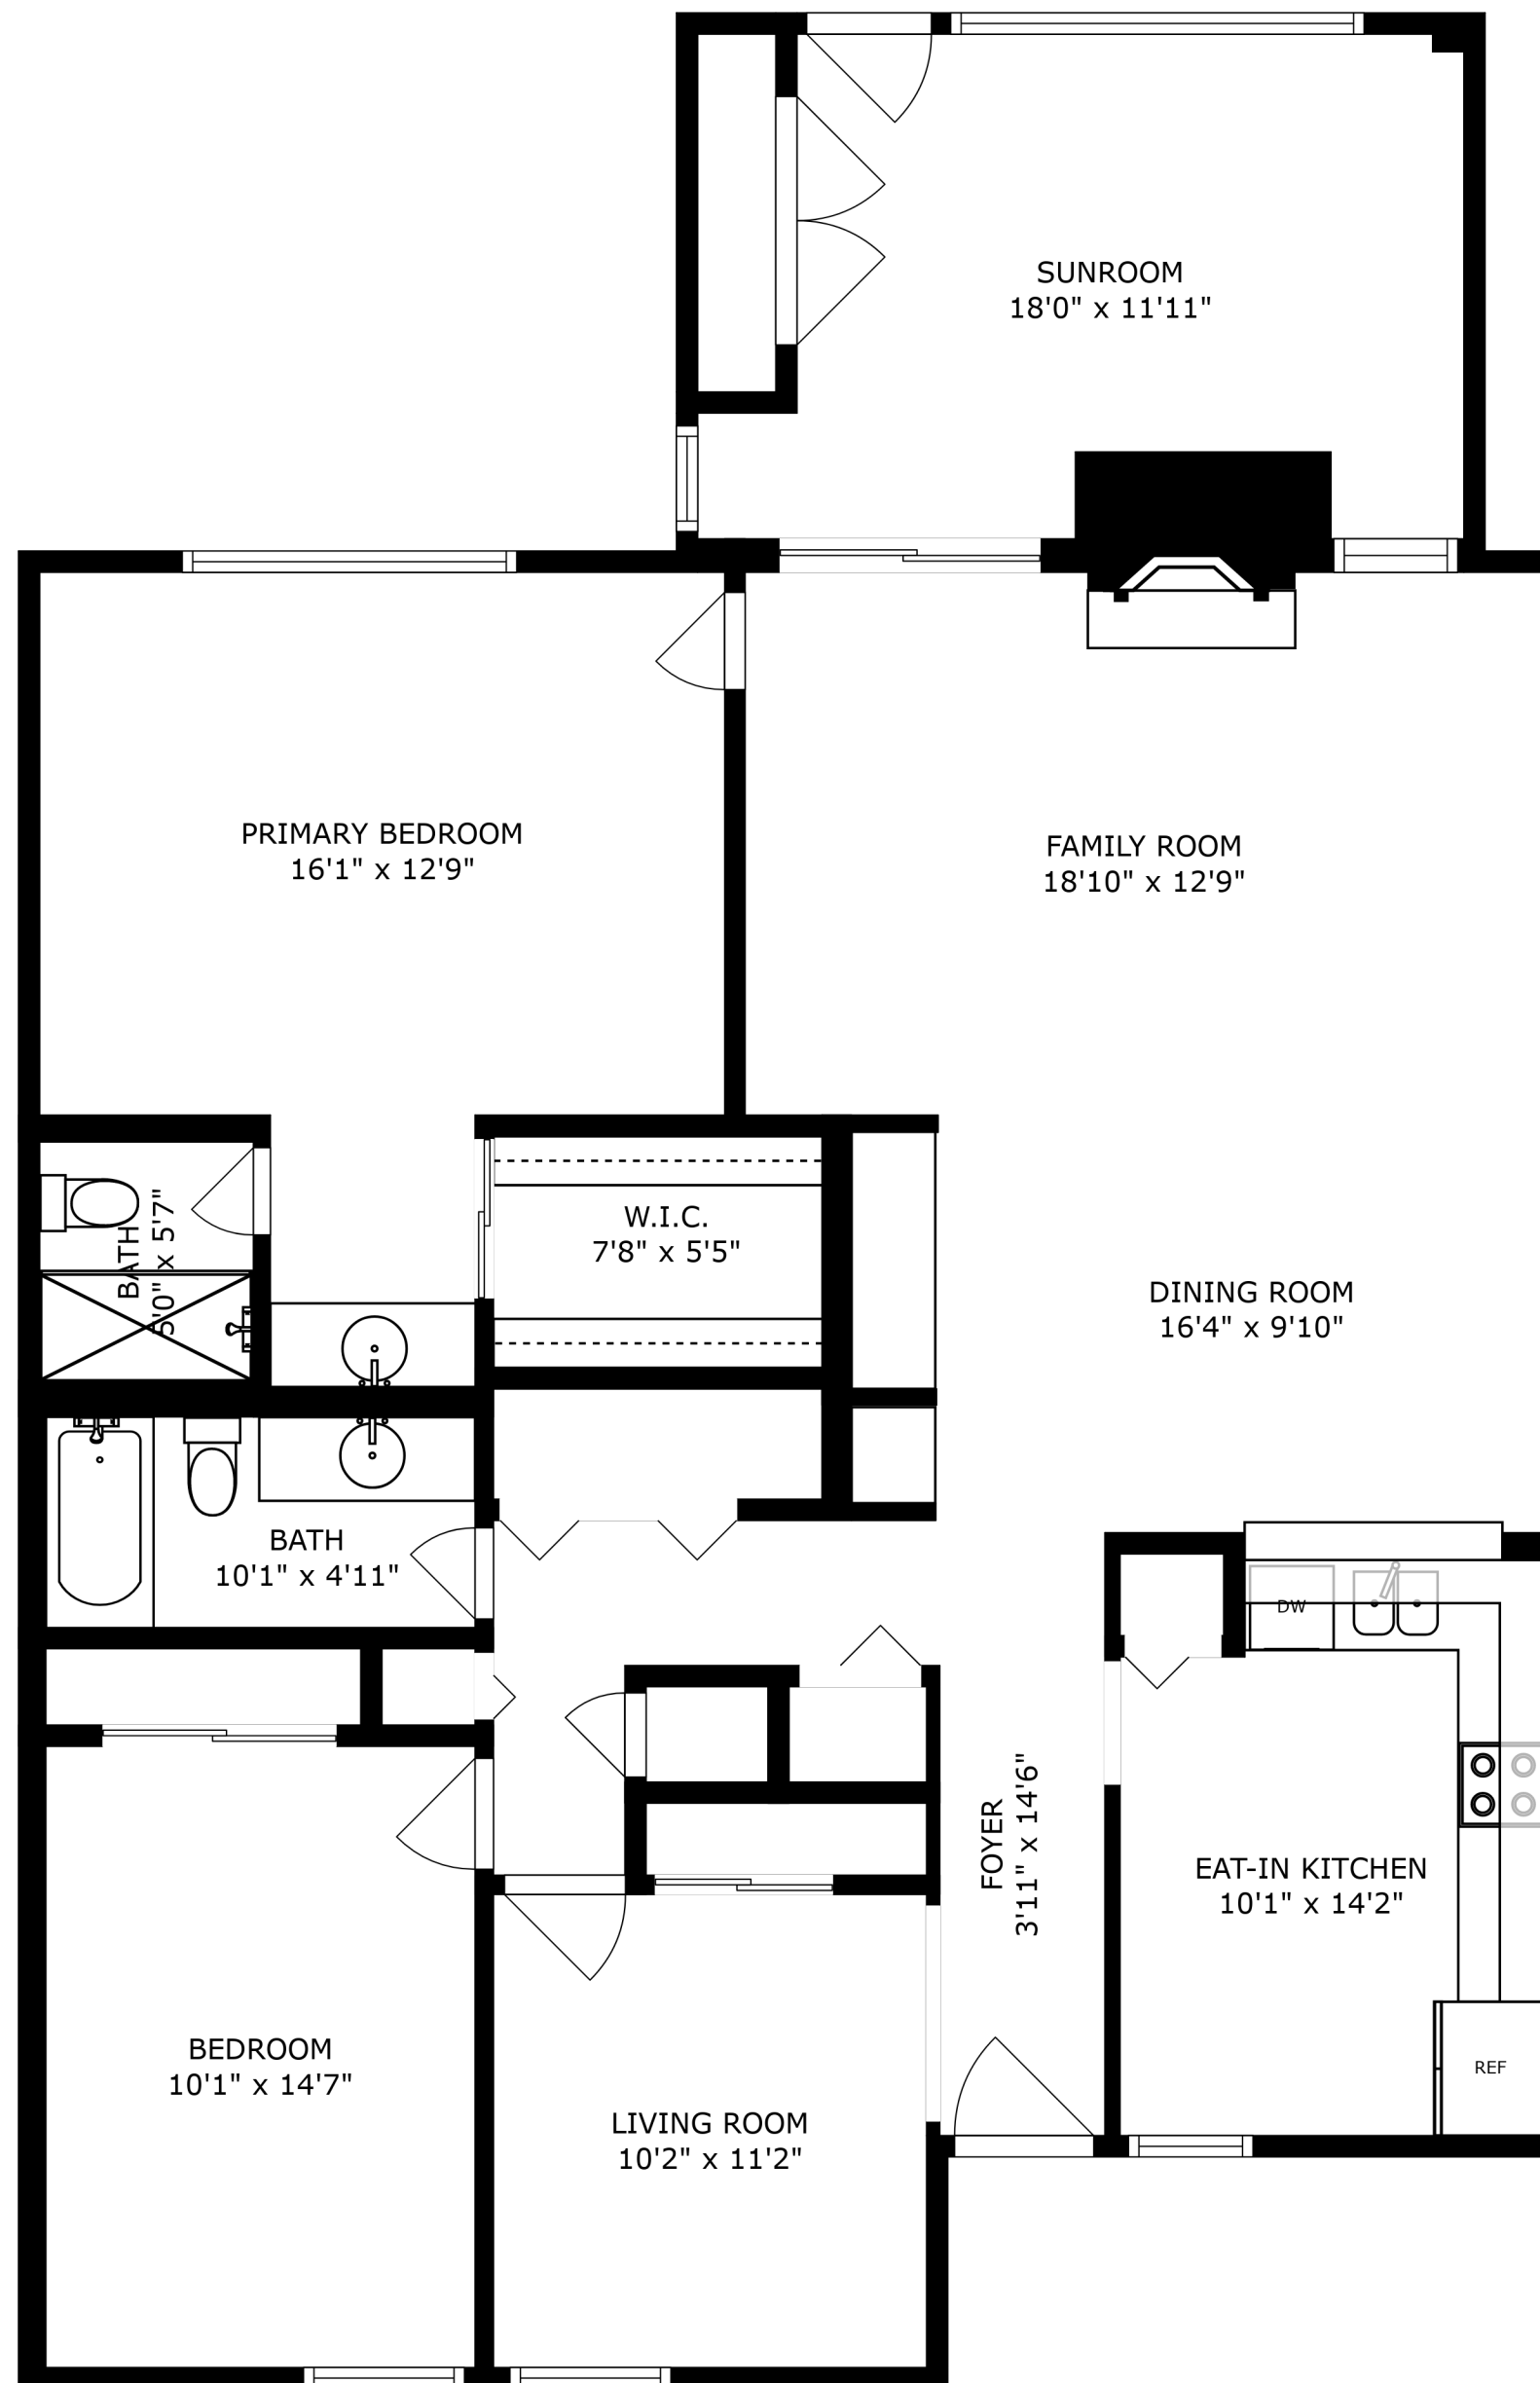 SUNROOM
18'0" x 11'11"
PRIMARY BEDROOM
16'1" x 12'9"
FAMILY ROOM
18'10" x 12'9"
BATH
5'0" x 5'7"
W.I.C.
7'8" x 5'5"
DINING ROOM
16'4" x 9'10"
BATH
10'1" x 4'11"
DW
FOYER
3'11" x 14'6"
EAT-IN KITCHEN
10'1" x 14'2"
BEDROOM
10'1" x 14'7"
REF
LIVING ROOM
10'2" x 11'2"